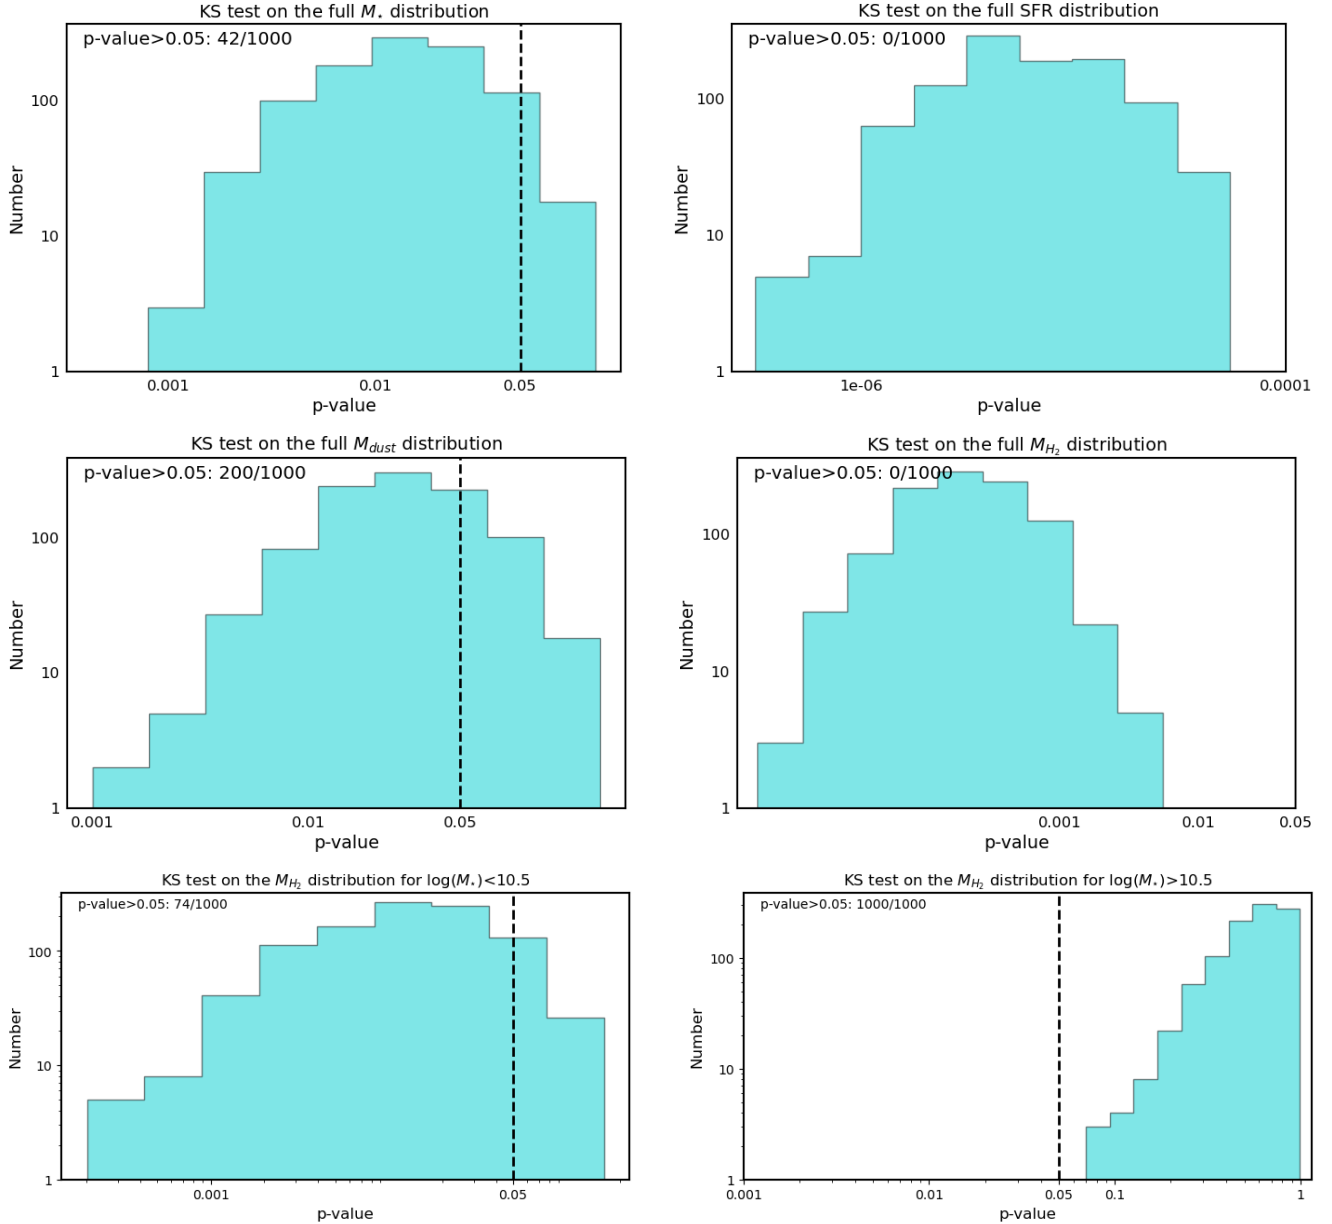 KS test on the full M⋆ distribution
p-value>0.05: 42/1000
Number
100
10
1
0.001 0.01 0.05
p-value
KS test on the full SFR distribution
p-value>0.05: 0/1000
Number
100
10
1
1e-06 0.0001
p-value
KS test on the full M_dust distribution
p-value>0.05: 200/1000
Number
100
10
1
0.001 0.01 0.05
p-value
KS test on the full M_H₂ distribution
p-value>0.05: 0/1000
Number
100
10
1
0.001 0.01 0.05
p-value
KS test on the M_H₂ distribution for log(M⋆)<10.5
p-value>0.05: 74/1000
Number
100
10
1
0.001 0.05
p-value
KS test on the M_H₂ distribution for log(M⋆)>10.5
p-value>0.05: 1000/1000
Number
100
10
1
0.001 0.01 0.05 0.1 1
p-value